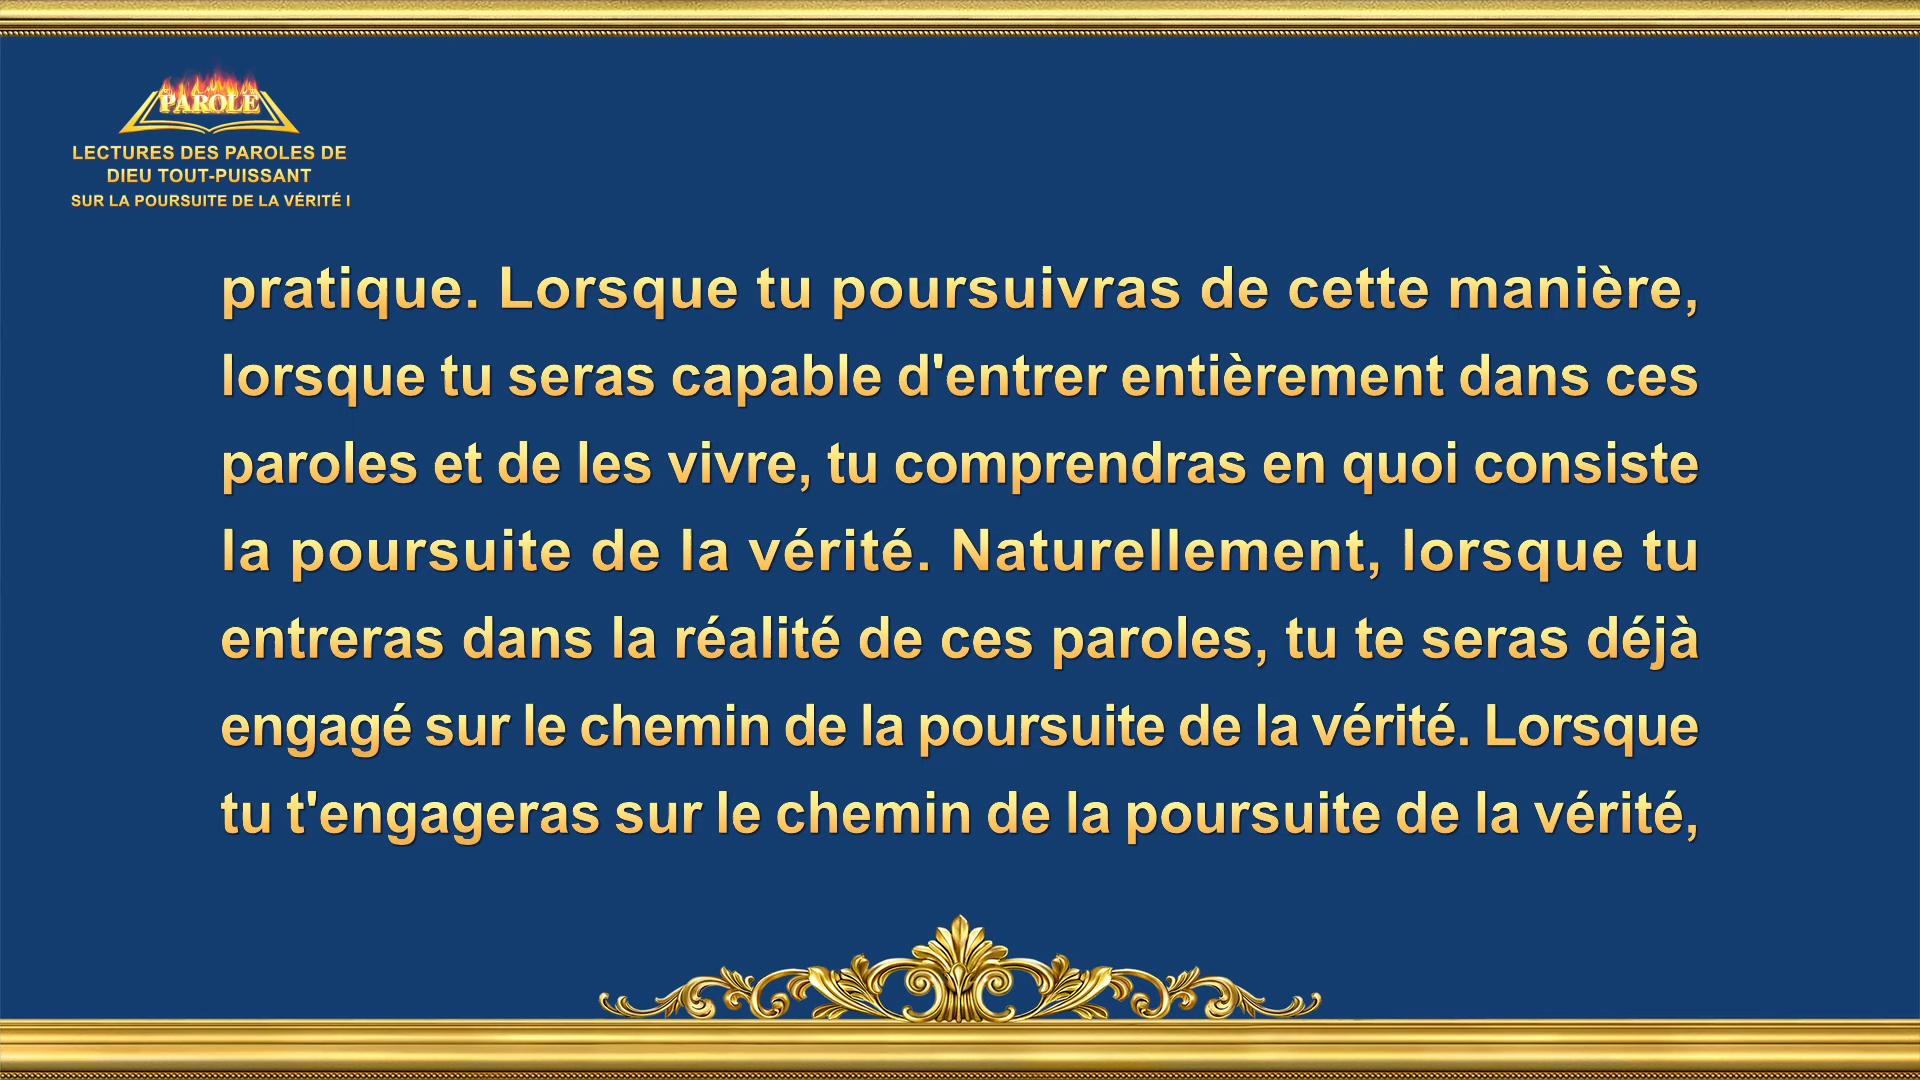 PAROLE
LECTURES DES PAROLES DE
DIEU TOUT-PUISSANT
SUR LA POURSUITE DE LA VÉRITÉ I
pratique. Lorsque tu poursuivras de cette manière,
lorsque tu seras capable d'entrer entièrement dans ces
paroles et de les vivre, tu comprendras en quoi consiste
la poursuite de la vérité. Naturellement, lorsque tu
entreras dans la réalité de ces paroles, tu te seras déjà
engagé sur le chemin de la poursuite de la vérité. Lorsque
tu t'engageras sur le chemin de la poursuite de la vérité,